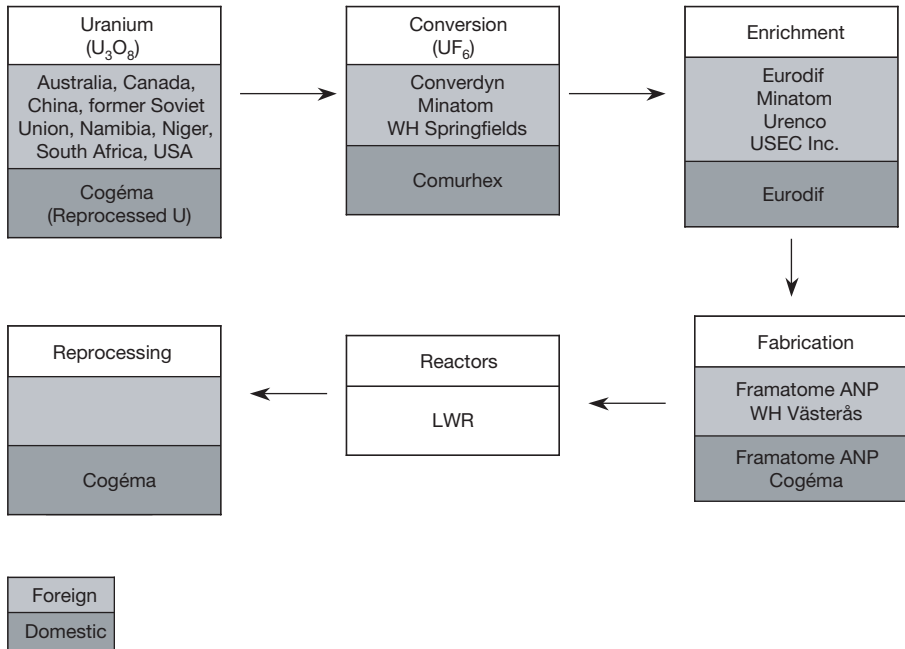 Uranium
(U₃O₈)
Australia, Canada,
China, former Soviet
Union, Namibia, Niger,
South Africa, USA
Cogéma
(Reprocessed U)
Conversion
(UF₆)
Converdyn
Minatom
WH Springfields
Comurhex
Enrichment
Eurodif
Minatom
Urenco
USEC Inc.
Eurodif
Reprocessing
Cogéma
Reactors
LWR
Fabrication
Framatome ANP
WH Västerås
Framatome ANP
Cogéma
Foreign
Domestic